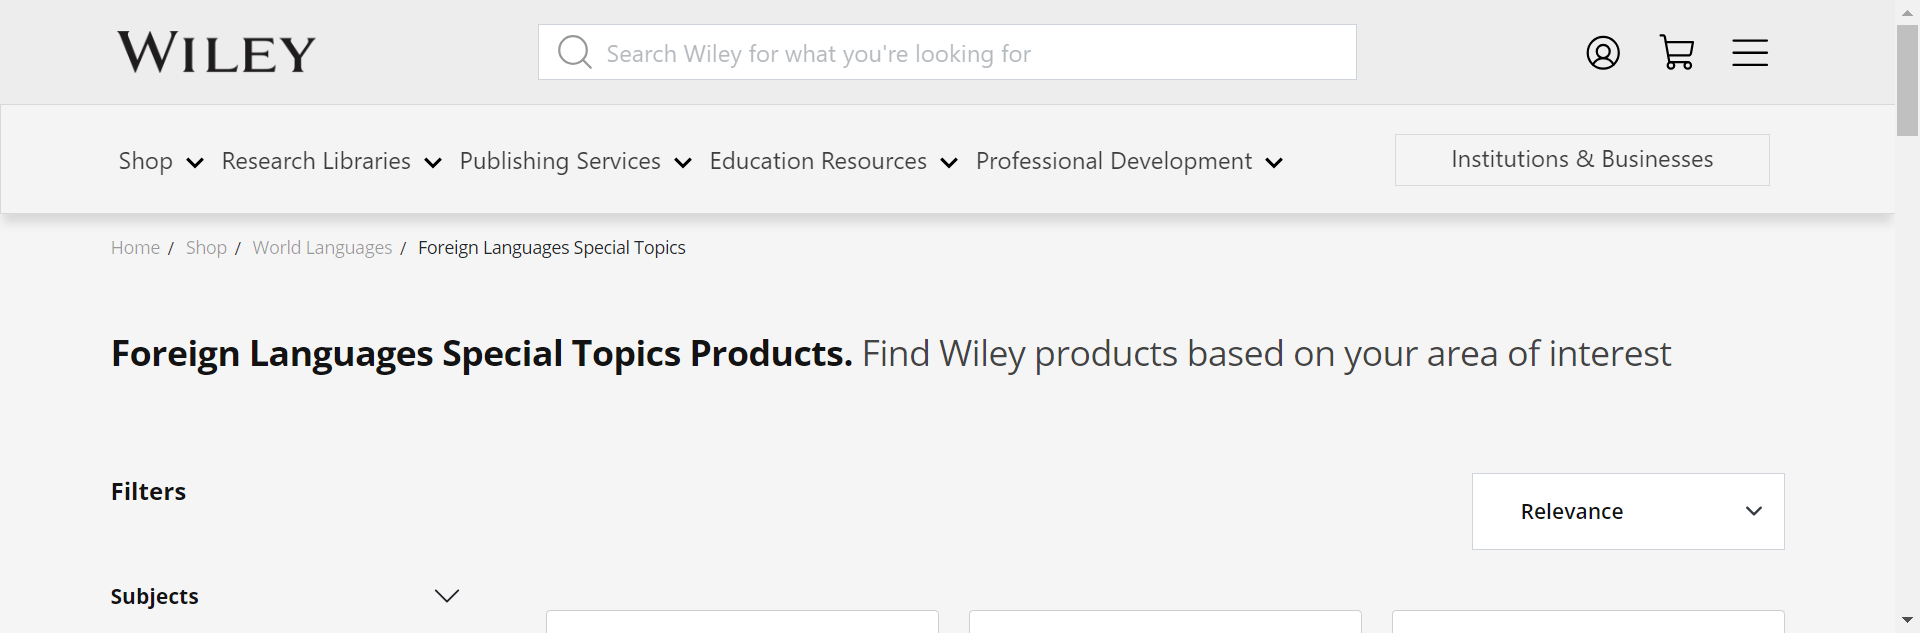 WILEY
Search Wiley for what you're looking for
Shop Research Libraries Publishing Services Education Resources Professional Development Institutions & Businesses
Home / Shop / World Languages / Foreign Languages Special Topics
Foreign Languages Special Topics Products. Find Wiley products based on your area of interest
Filters
Relevance
Subjects